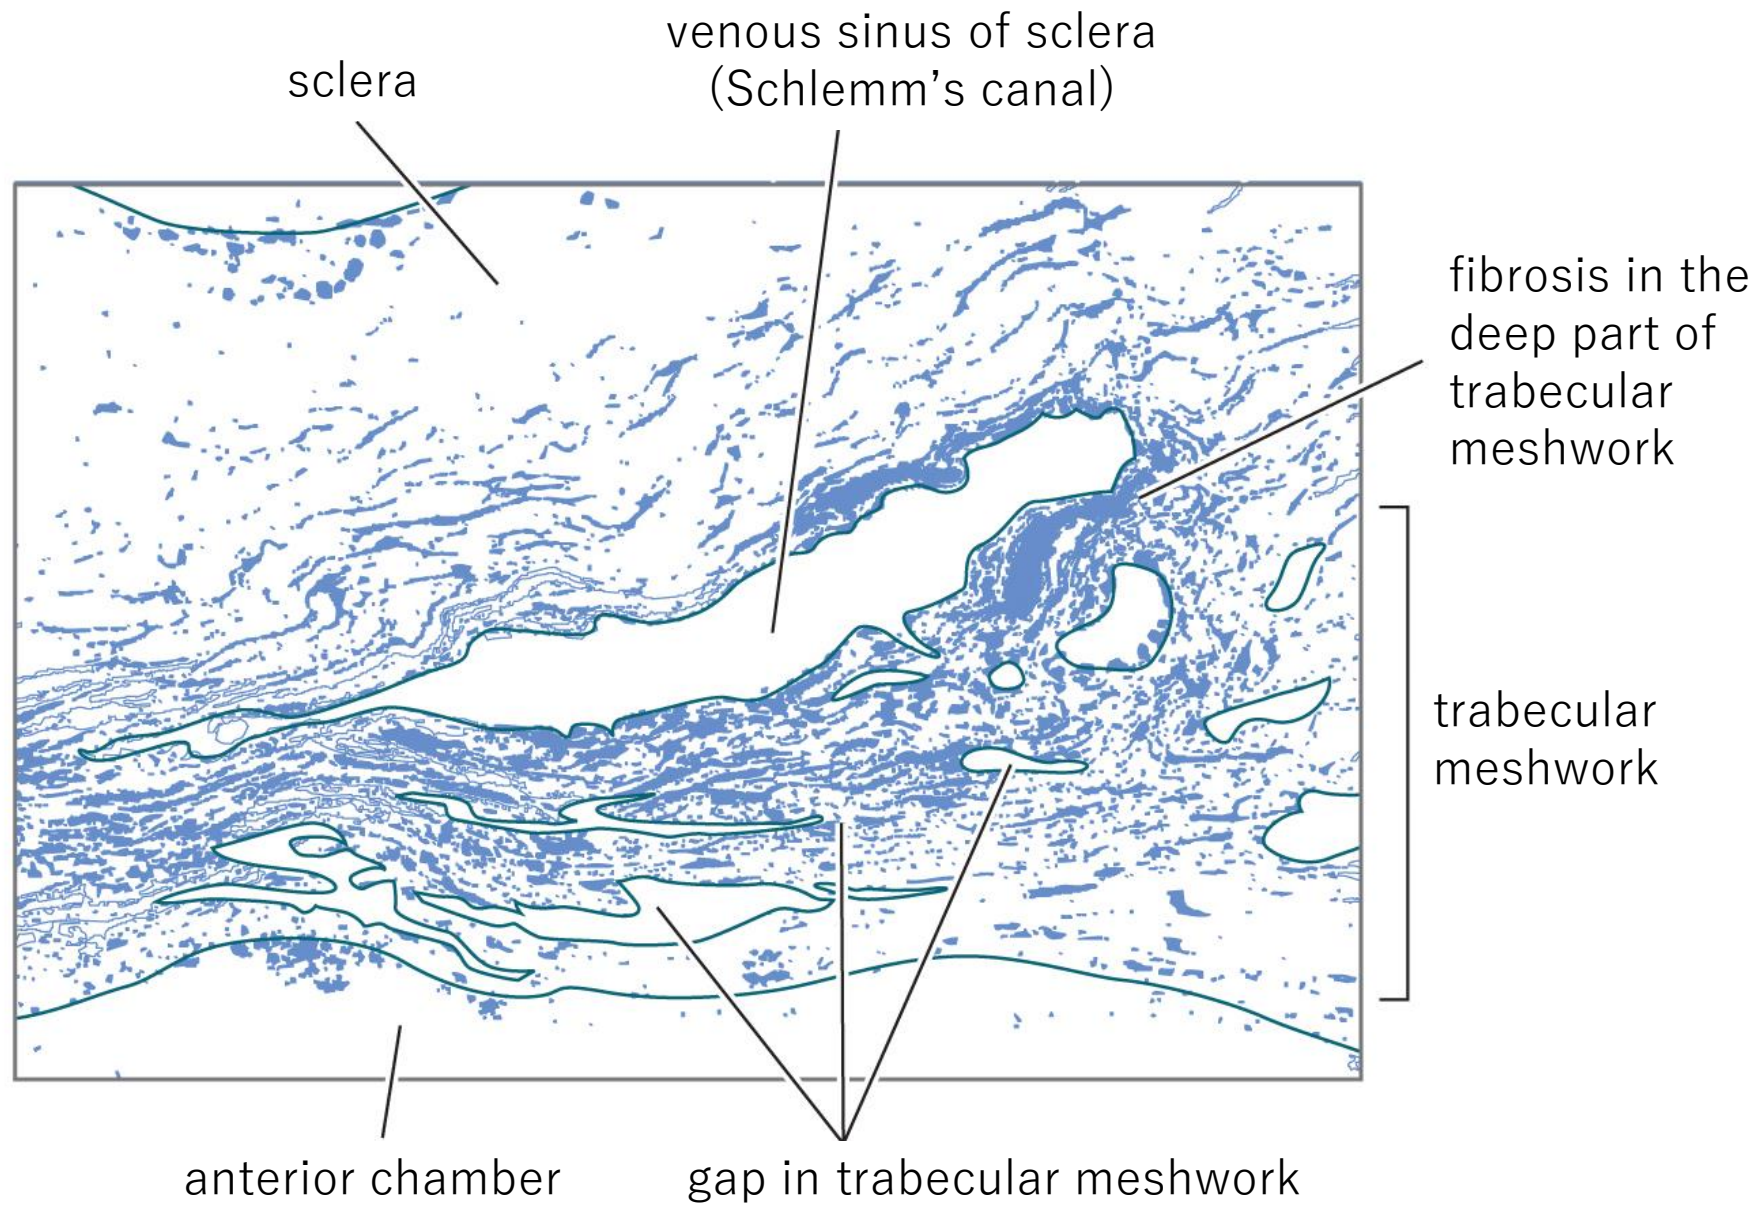 venous sinus of sclera
(Schlemm’s canal)
sclera
fibrosis in the
deep part of
trabecular
meshwork
trabecular
meshwork
anterior chamber
gap in trabecular meshwork